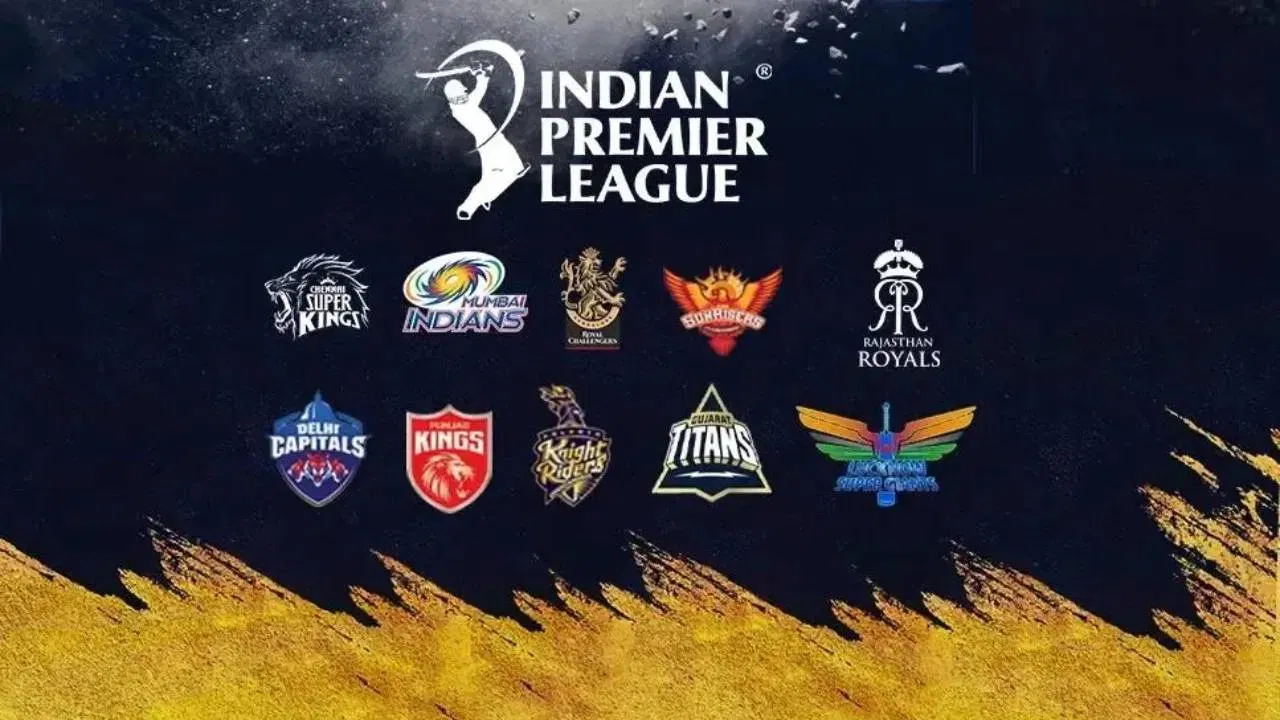 INDIAN ®
PREMIER
LEAGUE
CHENNAI
SUPER
KINGS
MUMBAI
INDIANS
ROYAL
CHALLENGERS
SUNRISERS
RAJASTHAN
ROYALS
DELHI
CAPITALS
PUNJAB
KINGS
Knight
Riders
GUJARAT
TITANS
LUCKNOW
SUPER GIANTS